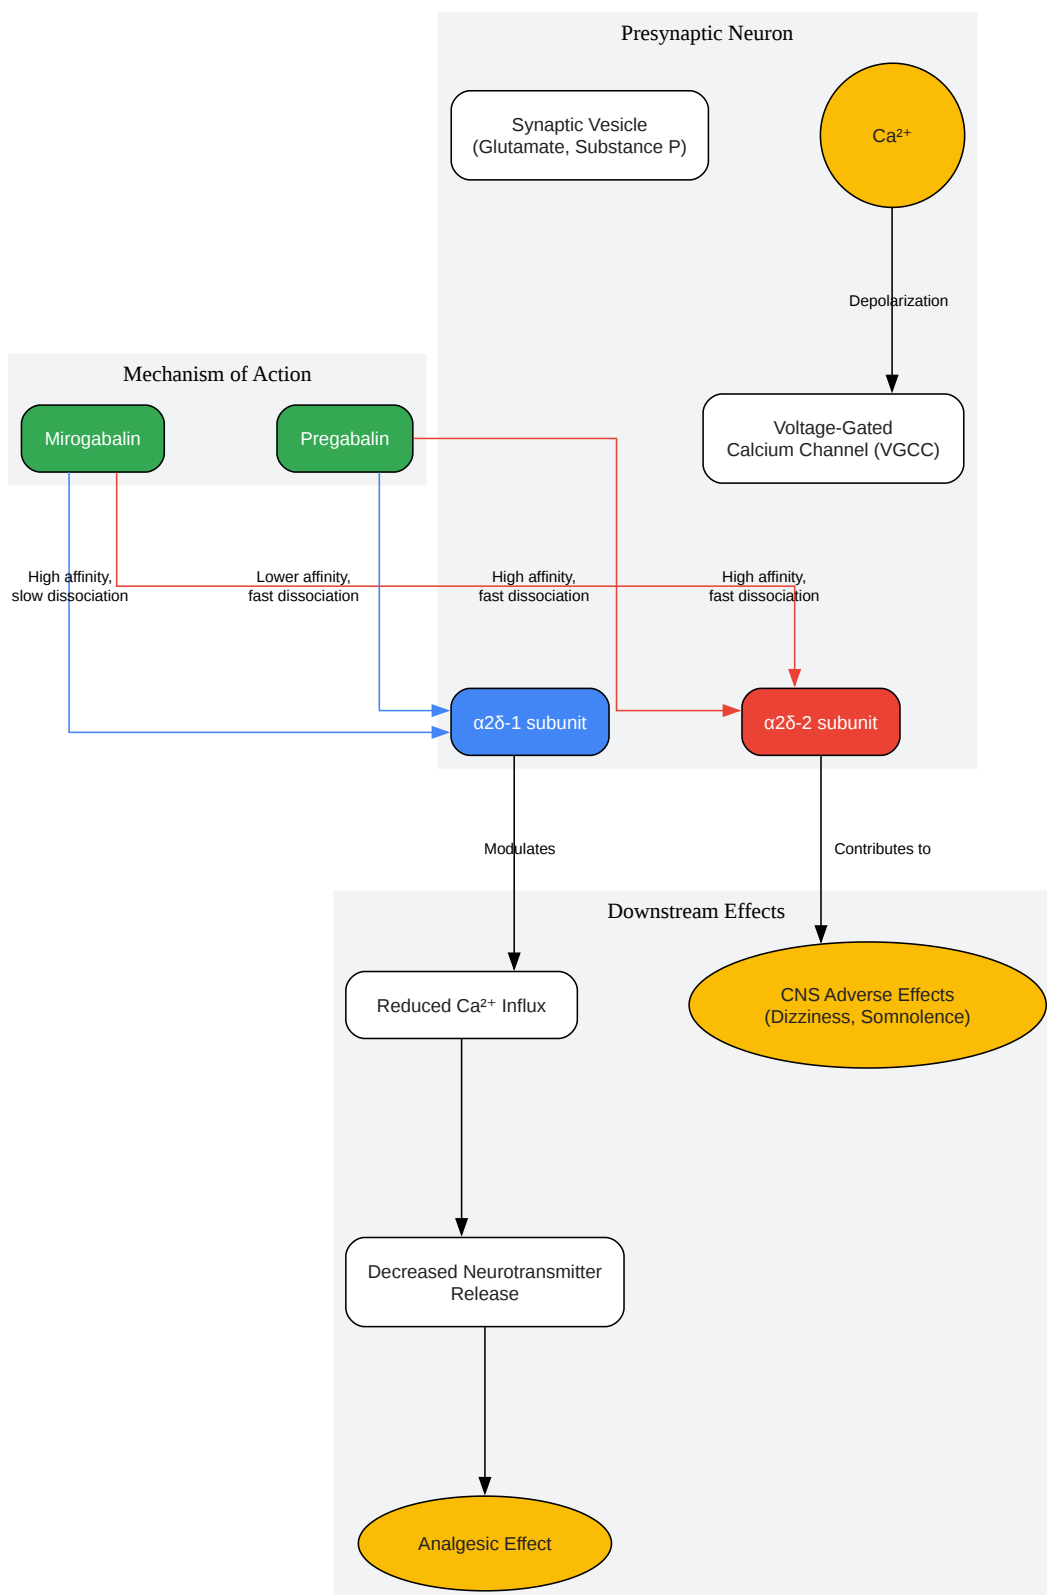 Presynaptic Neuron
Synaptic Vesicle
(Glutamate, Substance P)
Ca²⁺
Depolarization
Mechanism of Action
Mirogabalin
Pregabalin
Voltage-Gated
Calcium Channel (VGCC)
High affinity,
slow dissociation
Lower affinity,
fast dissociation
High affinity,
fast dissociation
High affinity,
fast dissociation
α2δ-1 subunit
α2δ-2 subunit
Modulates
Contributes to
Downstream Effects
Reduced Ca²⁺ Influx
CNS Adverse Effects
(Dizziness, Somnolence)
Decreased Neurotransmitter
Release
Analgesic Effect